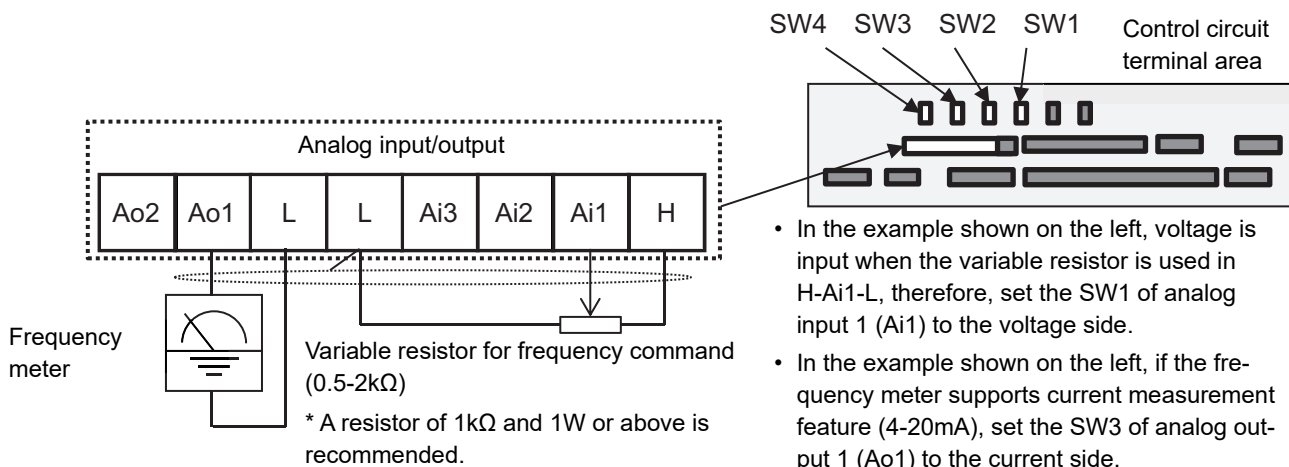 SW4 SW3 SW2 SW1
Control circuit
terminal area
Analog input/output
Ao2 Ao1 L L Ai3 Ai2 Ai1 H
Frequency
meter
Variable resistor for frequency command
(0.5-2kΩ)
* A resistor of 1kΩ and 1W or above is
recommended.
• In the example shown on the left, voltage is
input when the variable resistor is used in
H-Ai1-L, therefore, set the SW1 of analog
input 1 (Ai1) to the voltage side.
• In the example shown on the left, if the fre-
quency meter supports current measurement
feature (4-20mA), set the SW3 of analog out-
put 1 (Ao1) to the current side.